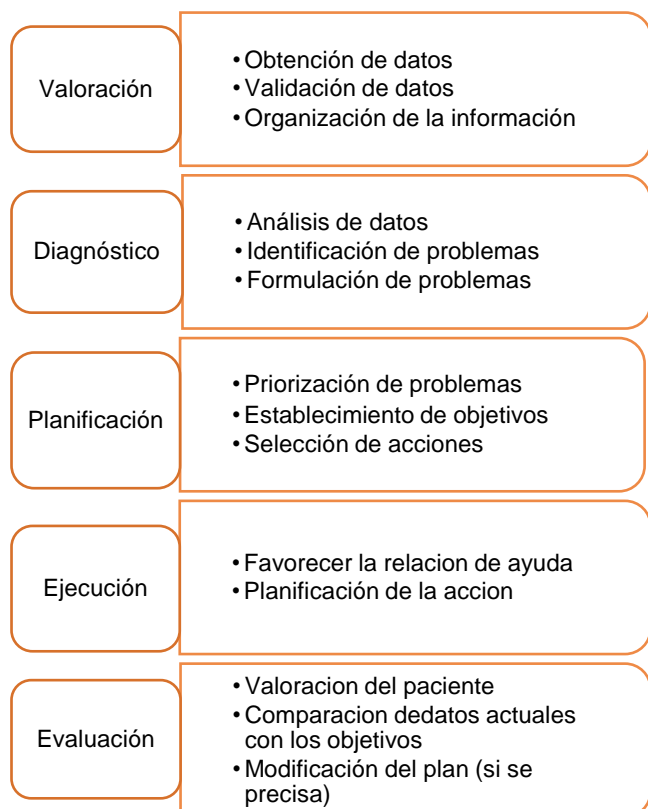 Valoración
• Obtención de datos
• Validación de datos
• Organización de la información
Diagnóstico
• Análisis de datos
• Identificación de problemas
• Formulación de problemas
Planificación
• Priorización de problemas
• Establecimiento de objetivos
• Selección de acciones
Ejecución
• Favorecer la relacion de ayuda
• Planificación de la accion
Evaluación
• Valoracion del paciente
• Comparacion dedatos actuales
con los objetivos
• Modificación del plan (si se
precisa)